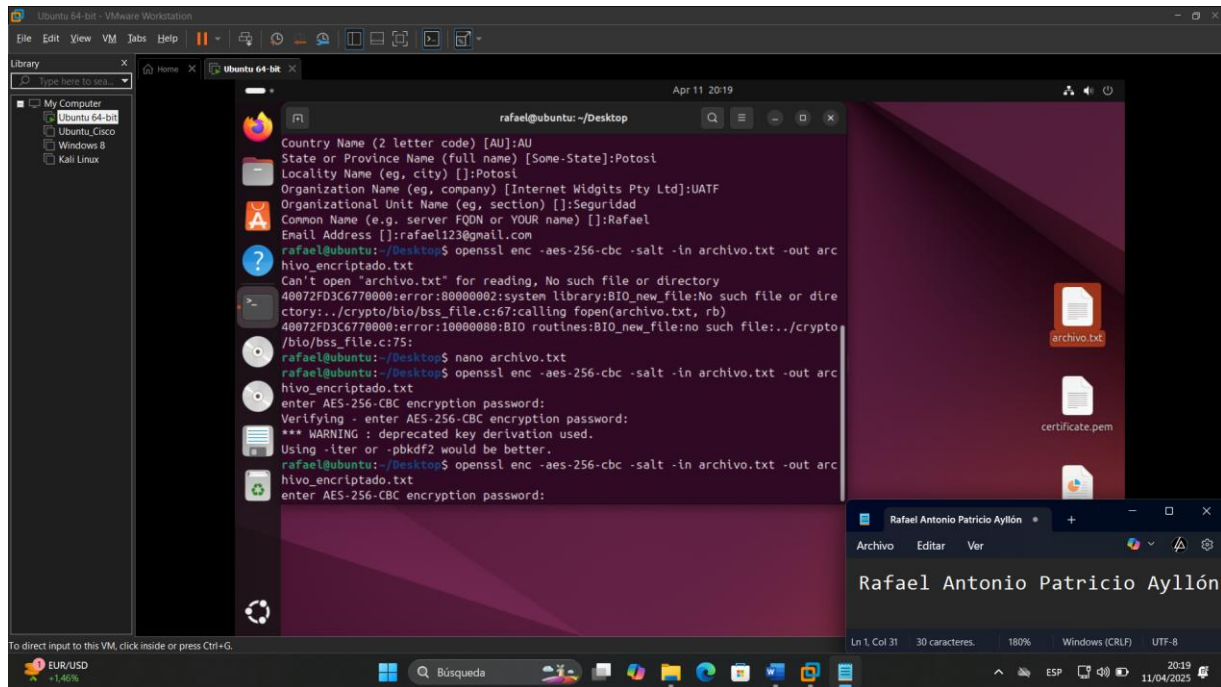 Ubuntu 64-bit - VMware Workstation
File Edit View VM Tabs Help
Library
Type here to sea...
Home
Ubuntu 64-bit
My Computer
Ubuntu 64-bit
Ubuntu_Cisco
Windows 8
Kali Linux
Apr 11 20:19
rafael@ubuntu: ~/Desktop
Country Name (2 letter code) [AU]:AU
State or Province Name (full name) [Some-State]:Potosi
Locality Name (eg, city) []:Potosi
Organization Name (eg, company) [Internet Widgits Pty Ltd]:UATF
Organizational Unit Name (eg, section) []:Seguridad
Common Name (e.g. server FQDN or YOUR name) []:Rafael
Email Address []:rafael123@gmail.com
rafael@ubuntu:~/Desktop$ openssl enc -aes-256-cbc -salt -in archivo.txt -out arc
hivo_encriptado.txt
Can't open "archivo.txt" for reading, No such file or directory
40072FD3C6770000:error:80000002:system library:BIO_new_file:No such file or dire
ctory:../crypto/bio/bss_file.c:67:calling fopen(archivo.txt, rb)
40072FD3C6770000:error:10000080:BIO routines:BIO_new_file:no such file:../crypto
/bio/bss_file.c:75:
rafael@ubuntu:~/Desktop$ nano archivo.txt
rafael@ubuntu:~/Desktop$ openssl enc -aes-256-cbc -salt -in archivo.txt -out arc
hivo_encriptado.txt
enter AES-256-CBC encryption password:
Verifying - enter AES-256-CBC encryption password:
*** WARNING : deprecated key derivation used.
Using -iter or -pbkdf2 would be better.
rafael@ubuntu:~/Desktop$ openssl enc -aes-256-cbc -salt -in archivo.txt -out arc
hivo_encriptado.txt
enter AES-256-CBC encryption password:
archivo.txt
certificate.pem
Rafael Antonio Patricio Ayllón
Archivo Editar Ver
Rafael Antonio Patricio Ayllón
Ln 1, Col 31 30 caracteres. 180% Windows (CRLF) UTF-8
To direct input to this VM, click inside or press Ctrl+G.
1
EUR/USD
+1,46%
Búsqueda
ESP
20:19
11/04/2025